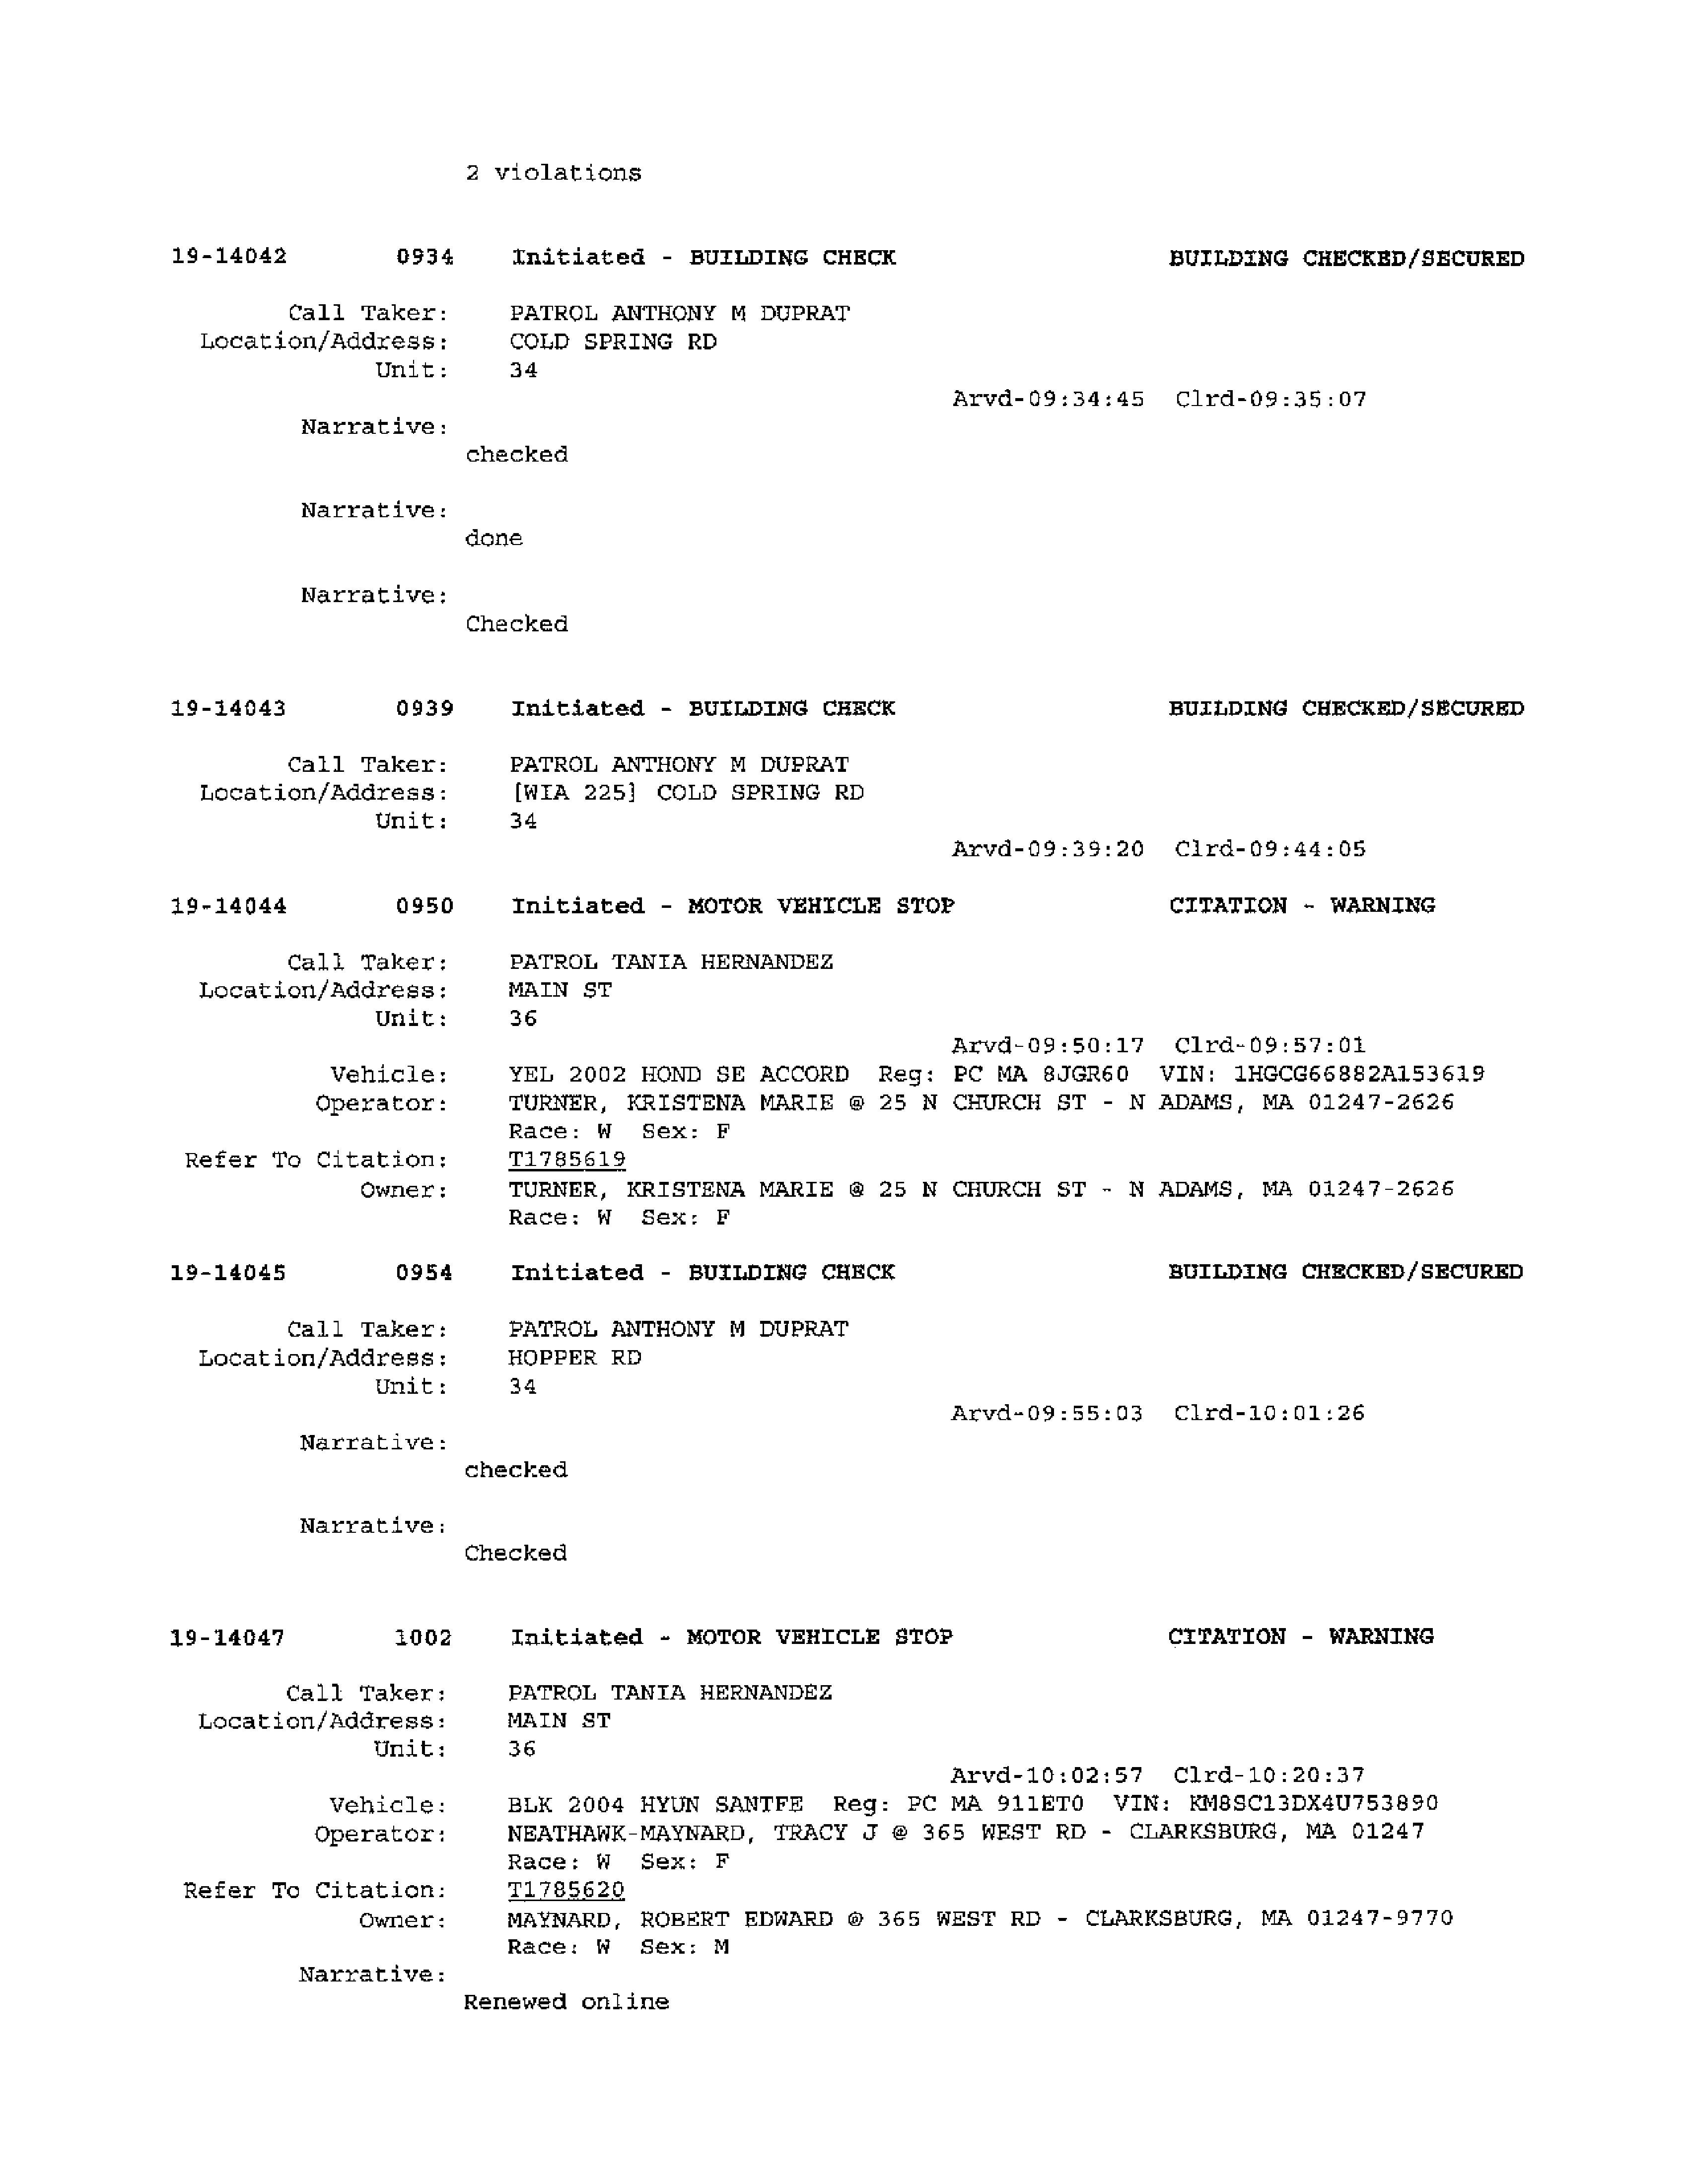 2 violations
19-14042 0934 Initiated - BUILDING CHECK BUILDING CHECKED/SECURED
Call Taker: PATROL ANTHONY M DUPRAT
Location/Address: COLD SPRING RD
Unit: 34
Arvd-09:34:45 Clrd-09:35:07
Narrative:
checked
Narrative:
done
Narrative:
Checked
19-14043 0939 Initiated - BUILDING CHECK BUILDING CHECKED/SECURED
Call Taker: PATROL ANTHONY M DUPRAT
Location/Address: [WIA 225] COLD SPRING RD
Unit: 34
Arvd-09:39:20 Clrd-09:44:05
19-14044 0950 Initiated - MOTOR VEHICLE STOP CITATION - WARNING
Call Taker: PATROL TANIA HERNANDEZ
Location/Address: MAIN ST
Unit: 36
Arvd-09:50:17 Clrd-09:57:01
Vehicle: YEL 2002 HOND SE ACCORD Reg: PC MA 8JGR60 VIN: 1HGCG66882A153619
Operator: TURNER, KRISTENA MARIE @ 25 N CHURCH ST - N ADAMS, MA 01247-2626
Race: W Sex: F
Refer To Citation: T1785619
Owner: TURNER, KRISTENA MARIE @ 25 N CHURCH ST - N ADAMS, MA 01247-2626
Race: W Sex: F
19-14045 0954 Initiated - BUILDING CHECK BUILDING CHECKED/SECURED
Call Taker: PATROL ANTHONY M DUPRAT
Location/Address: HOPPER RD
Unit: 34
Arvd-09:55:03 Clrd-10:01:26
Narrative:
checked
Narrative:
Checked
19-14047 1002 Initiated - MOTOR VEHICLE STOP CITATION - WARNING
Call Taker: PATROL TANIA HERNANDEZ
Location/Address: MAIN ST
Unit: 36
Arvd-10:02:57 Clrd-10:20:37
Vehicle: BLK 2004 HYUN SANTFE Reg: PC MA 911ET0 VIN: KM8SC13DX4U753890
Operator: NEATHAWK-MAYNARD, TRACY J @ 365 WEST RD - CLARKSBURG, MA 01247
Race: W Sex: F
Refer To Citation: T1785620
Owner: MAYNARD, ROBERT EDWARD @ 365 WEST RD - CLARKSBURG, MA 01247-9770
Race: W Sex: M
Narrative:
Renewed online